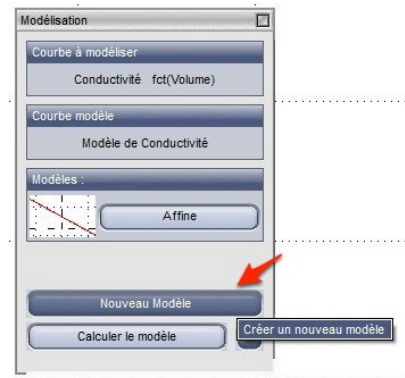 Modélisation
Courbe à modéliser
Conductivité fct(Volume)
Courbe modèle
Modèle de Conductivité
Modèles :
Affine
Nouveau Modèle
Calculer le modèle
Créer un nouveau modèle